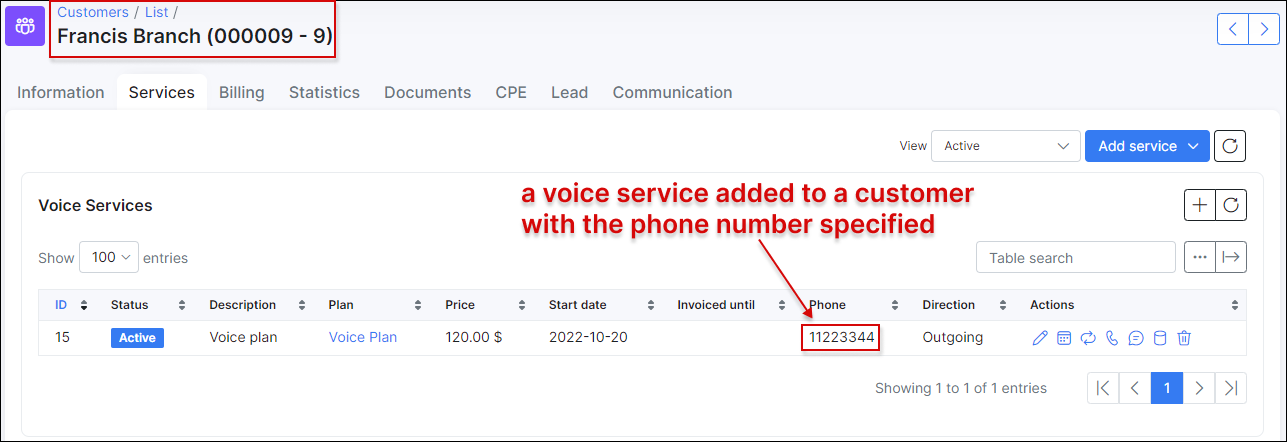 Customers / List /
Francis Branch (000009 - 9)
Information Services Billing Statistics Documents CPE Lead Communication
View Active Add service
a voice service added to a customer
with the phone number specified
Voice Services
Show 100 entries Table search ...
ID Status Description Plan Price Start date Invoiced until Phone Direction Actions
15 Active Voice plan Voice Plan 120.00 $ 2022-10-20 11223344 Outgoing
Showing 1 to 1 of 1 entries 1